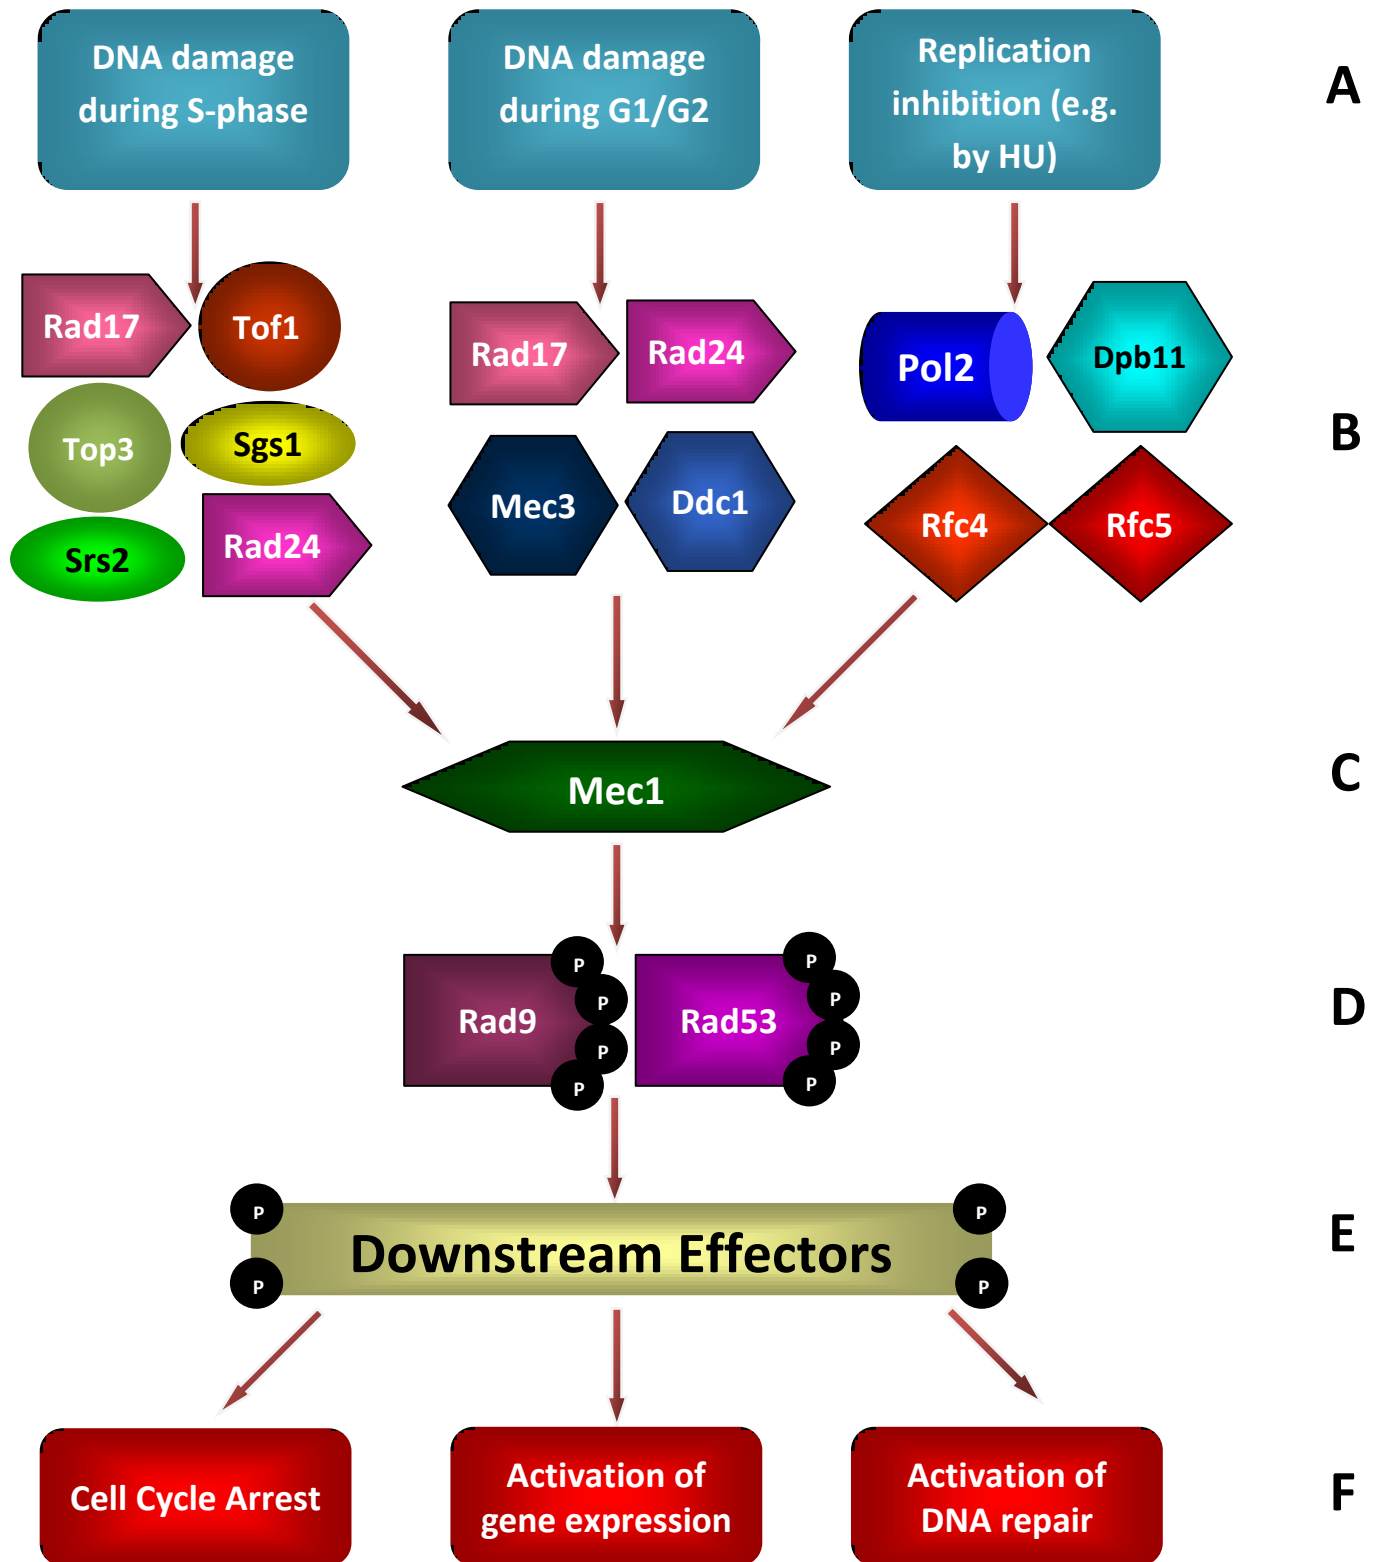 DNA damage
during S-phase
DNA damage
during G1/G2
Replication
inhibition (e.g.
by HU)
A
Rad17
Tof1
Top3
Sgs1
Srs2
Rad24
Rad17
Rad24
Mec3
Ddc1
Pol2
Dpb11
Rfc4
Rfc5
B
Mec1
C
Rad9
P
P
P
P
Rad53
P
P
P
P
D
P
P
Downstream Effectors
P
P
E
Cell Cycle Arrest
Activation of
gene expression
Activation of
DNA repair
F